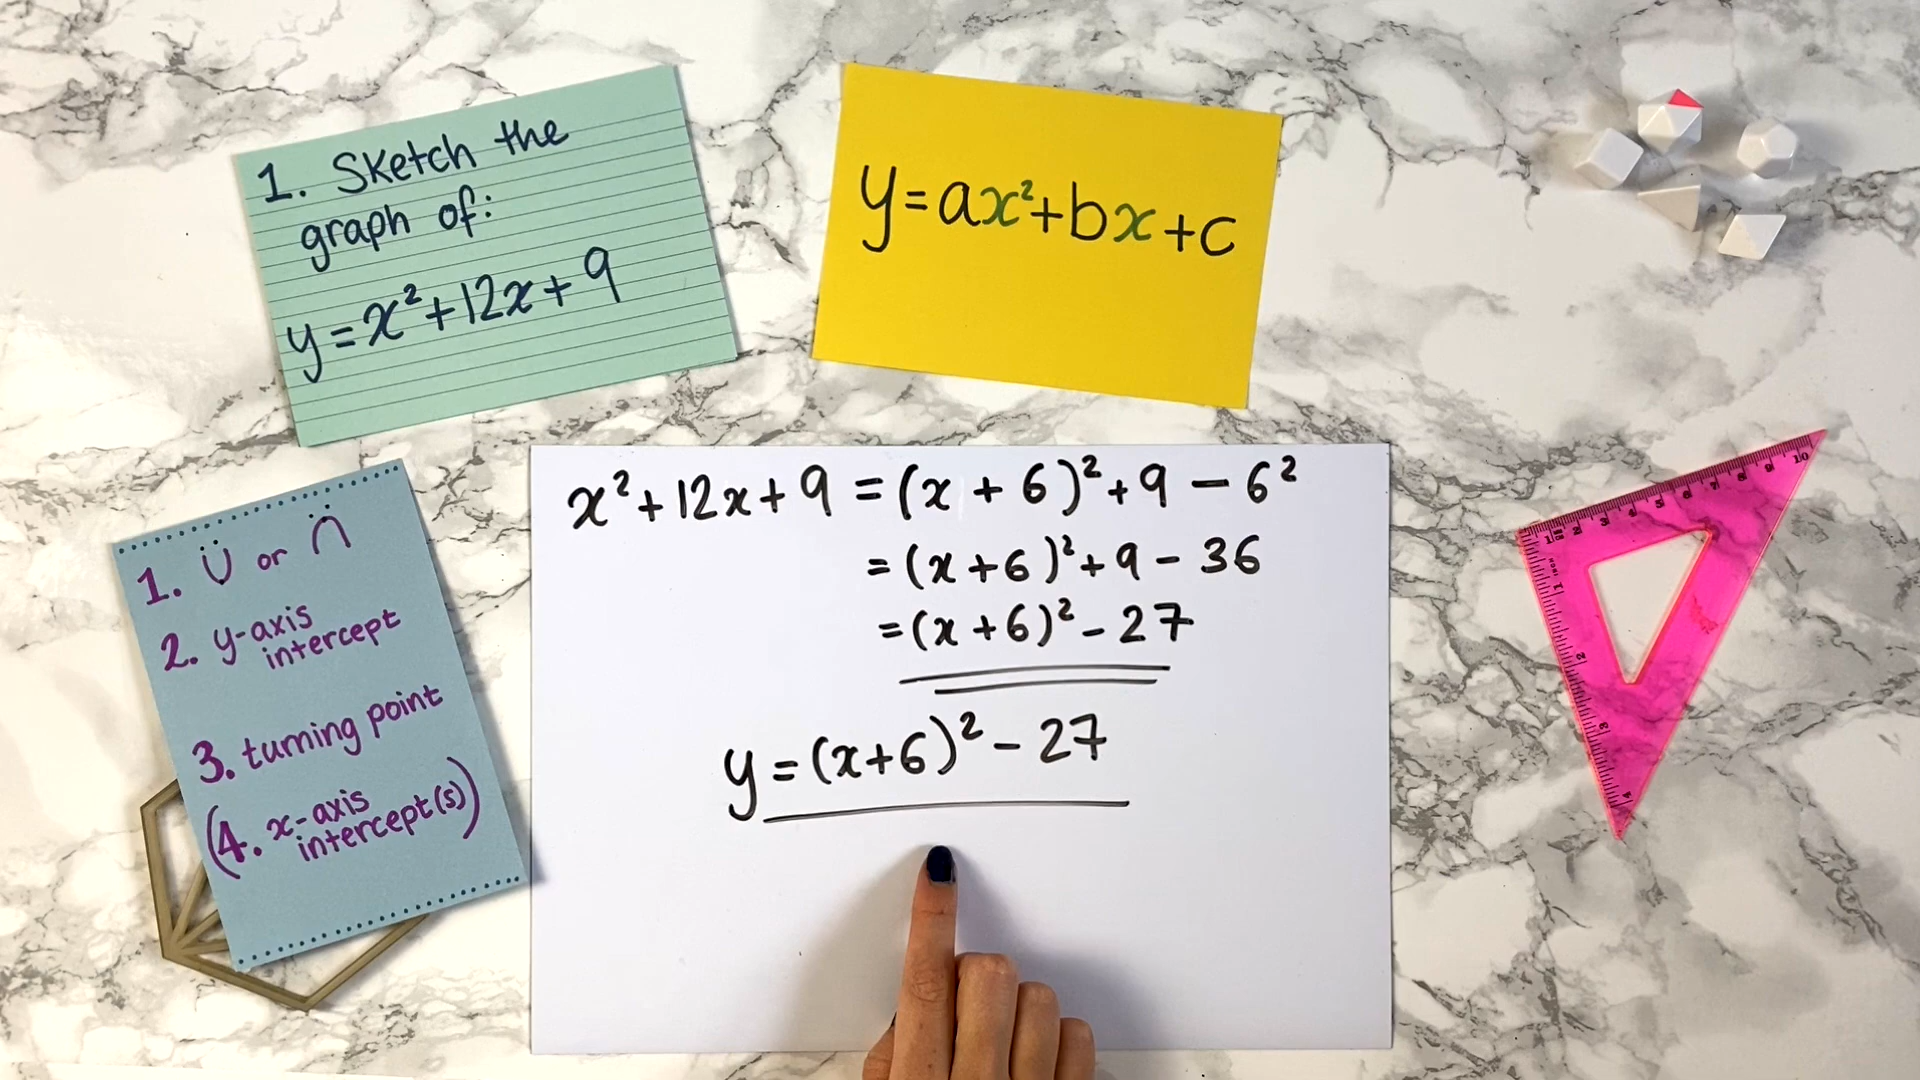 1. Sketch the
graph of:
y=x²+12x+9
y=ax²+bx+c
1. Ü or n̈
2. y-axis
intercept
3. turning point
(4. x-axis
intercept(s))
x²+12x+9=(x+6)²+9-6²
=(x+6)²+9-36
=(x+6)²-27
y=(x+6)²-27